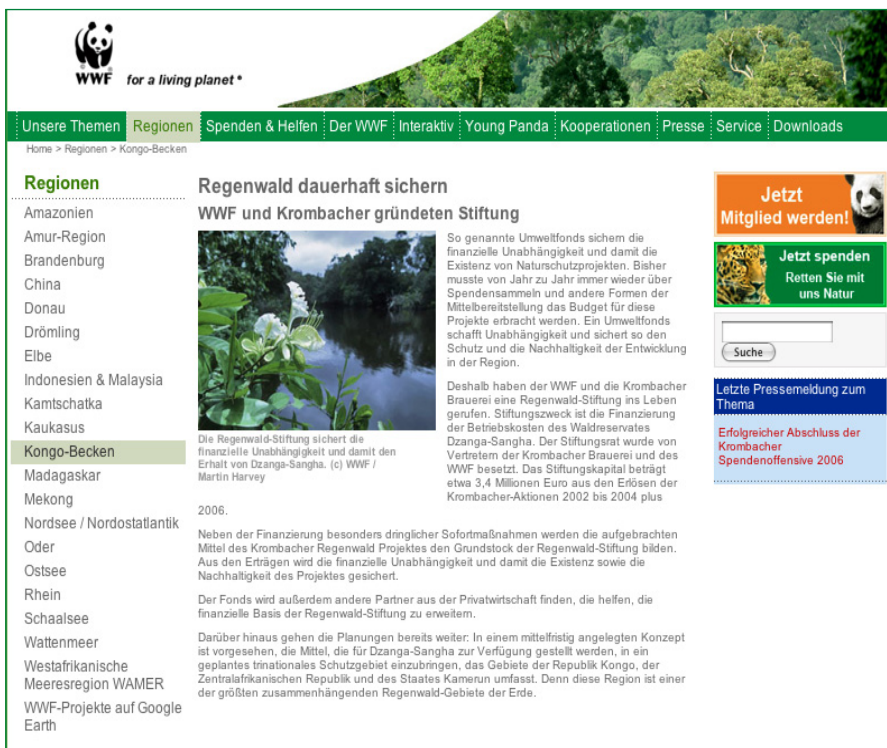 WWF for a living planet®
Unsere Themen Regionen Spenden & Helfen Der WWF Interaktiv Young Panda Kooperationen Presse Service Downloads
Home > Regionen > Kongo-Becken
Regionen
Amazonien
Amur-Region
Brandenburg
China
Donau
Drömling
Elbe
Indonesien & Malaysia
Kamtschatka
Kaukasus
Kongo-Becken
Madagaskar
Mekong
Nordsee / Nordostatlantik
Oder
Ostsee
Rhein
Schaalsee
Wattenmeer
Westafrikanische
Meeresregion WAMER
WWF-Projekte auf Google
Earth
Regenwald dauerhaft sichern
WWF und Krombacher gründeten Stiftung
So genannte Umweltfonds sichern die
finanzielle Unabhängigkeit und damit die
Existenz von Naturschutzprojekten. Bisher
musste von Jahr zu Jahr immer wieder über
Spendensammeln und andere Formen der
Mittelbereitstellung das Budget für diese
Projekte erbracht werden. Ein Umweltfonds
schafft Unabhängigkeit und sichert so den
Schutz und die Nachhaltigkeit der Entwicklung
in der Region.
Die Regenwald-Stiftung sichert die
finanzielle Unabhängigkeit und damit den
Erhalt von Dzanga-Sangha. (c) WWF /
Martin Harvey
Deshalb haben der WWF und die Krombacher
Brauerei eine Regenwald-Stiftung ins Leben
gerufen. Stiftungszweck ist die Finanzierung
der Betriebskosten des Waldreservates
Dzanga-Sangha. Der Stiftungsrat wurde von
Vertretern der Krombacher Brauerei und des
WWF besetzt. Das Stiftungskapital beträgt
etwa 3,4 Millionen Euro aus den Erlösen der
Krombacher-Aktionen 2002 bis 2004 plus
2006.
Neben der Finanzierung besonders dringlicher Sofortmaßnahmen werden die aufgebrachten
Mittel des Krombacher Regenwald Projektes den Grundstock der Regenwald-Stiftung bilden.
Aus den Erträgen wird die finanzielle Unabhängigkeit und damit die Existenz sowie die
Nachhaltigkeit des Projektes gesichert.
Der Fonds wird außerdem andere Partner aus der Privatwirtschaft finden, die helfen, die
finanzielle Basis der Regenwald-Stiftung zu erweitern.
Darüber hinaus gehen die Planungen bereits weiter: In einem mittelfristig angelegten Konzept
ist vorgesehen, die Mittel, die für Dzanga-Sangha zur Verfügung gestellt werden, in ein
geplantes trinationales Schutzgebiet einzubringen, das Gebiete der Republik Kongo, der
Zentralafrikanischen Republik und des Staates Kamerun umfasst. Denn diese Region ist einer
der größten zusammenhängenden Regenwald-Gebiete der Erde.
Jetzt
Mitglied werden!
Jetzt spenden
Retten Sie mit
uns Natur
Suche
Letzte Pressemeldung zum
Thema
Erfolgreicher Abschluss der
Krombacher
Spendenoffensive 2006